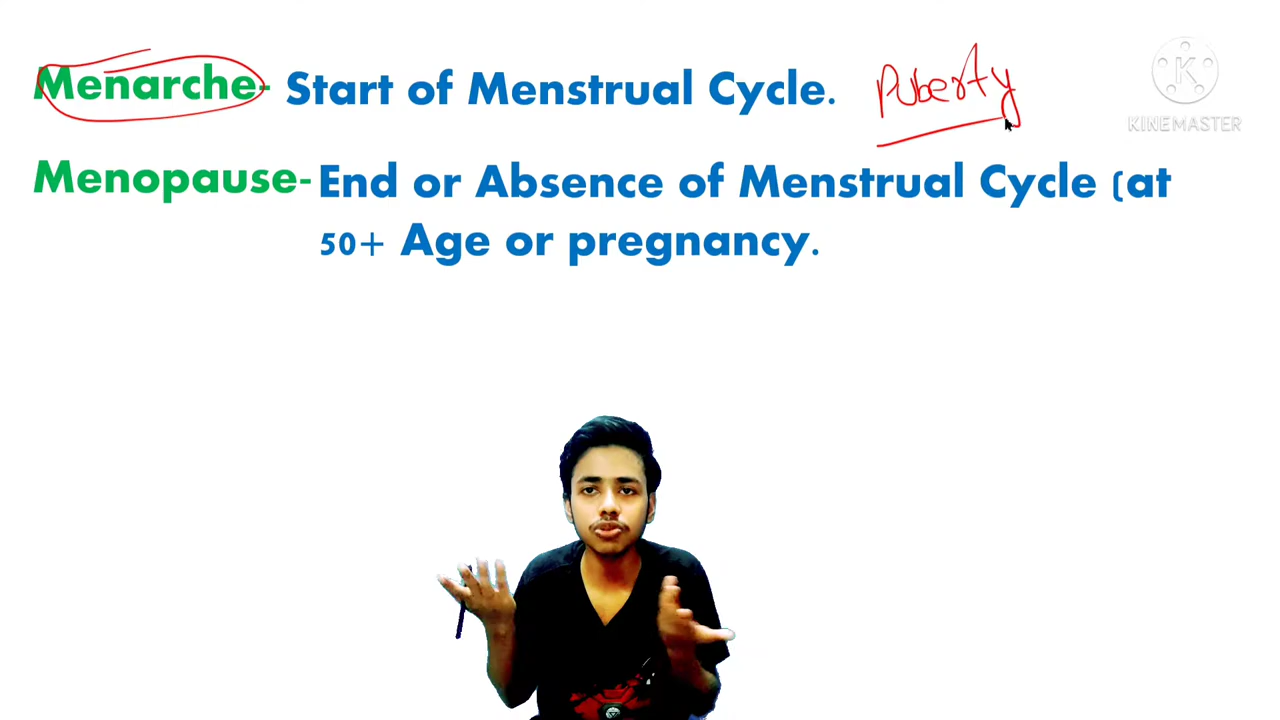 Menarche- Start of Menstrual Cycle. Puberty
KINEMASTER
Menopause- End or Absence of Menstrual Cycle (at
50+ Age or pregnancy.